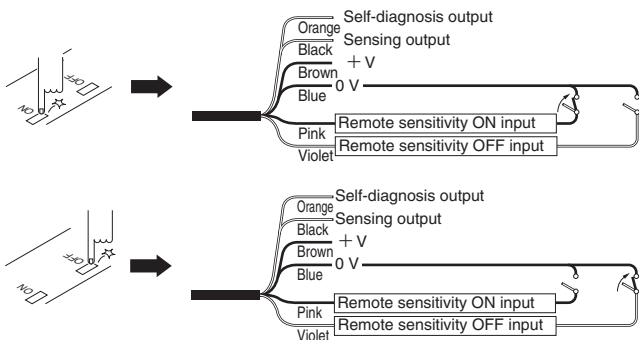 Self-diagnosis output
Orange
Sensing output
Black
+V
Brown
0 V
Blue
Remote sensitivity ON input
Pink
Remote sensitivity OFF input
Violet
OFF
ON
Self-diagnosis output
Orange
Sensing output
Black
+V
Brown
0 V
Blue
Remote sensitivity ON input
Pink
Remote sensitivity OFF input
Violet
OFF
ON